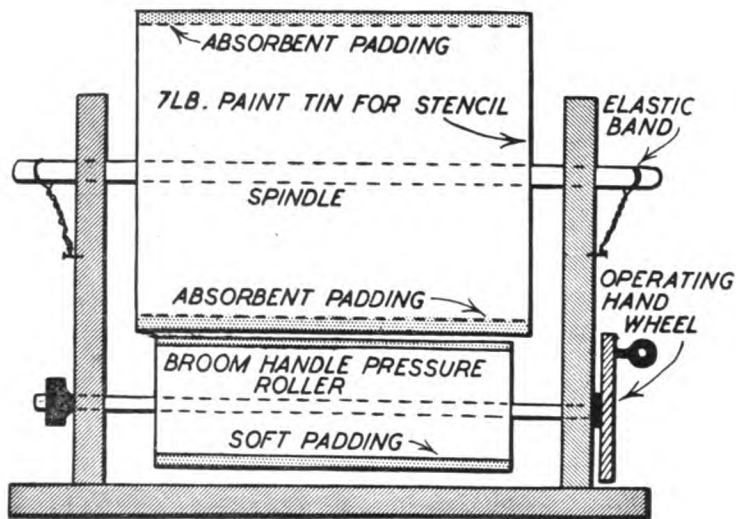 ABSORBENT PADDING
7LB. PAINT TIN FOR STENCIL
ELASTIC
BAND
SPINDLE
ABSORBENT PADDING
OPERATING
HAND
WHEEL
BROOM HANDLE PRESSURE
ROLLER
SOFT PADDING